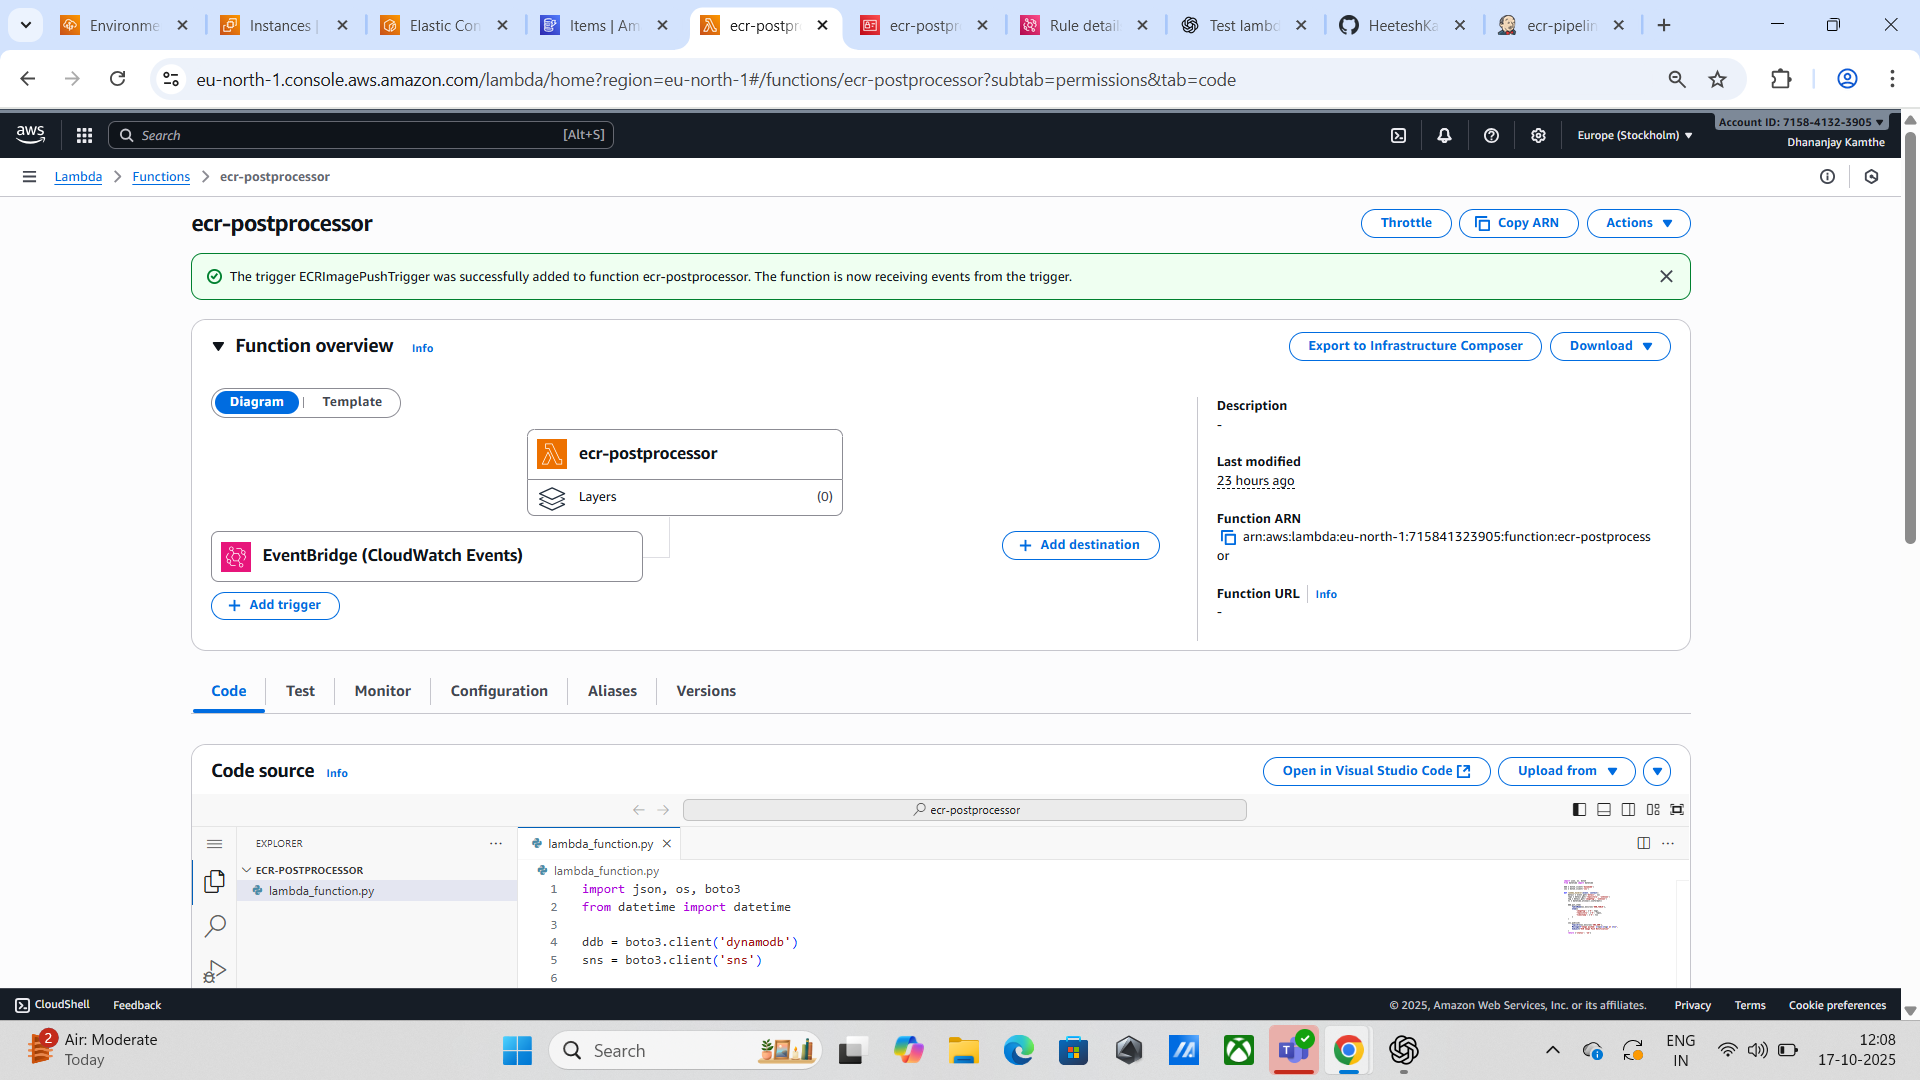 Environme
Instances |
Elastic Con
Items | Am
ecr-postpr
ecr-postpr
Rule detail
Test lambd
HeeteshKa
ecr-pipelin
eu-north-1.console.aws.amazon.com/lambda/home?region=eu-north-1#/functions/ecr-postprocessor?subtab=permissions&tab=code
aws
Search
[Alt+S]
Europe (Stockholm)
Account ID: 7158-4132-3905
Dhananjay Kamthe
Lambda
Functions
ecr-postprocessor
ecr-postprocessor
Throttle
Copy ARN
Actions
The trigger ECRImagePushTrigger was successfully added to function ecr-postprocessor. The function is now receiving events from the trigger.
Function overview
Info
Export to Infrastructure Composer
Download
Diagram
Template
ecr-postprocessor
Layers
(0)
EventBridge (CloudWatch Events)
Add trigger
Add destination
Description
-
Last modified
23 hours ago
Function ARN
arn:aws:lambda:eu-north-1:715841323905:function:ecr-postprocess
or
Function URL
Info
-
Code
Test
Monitor
Configuration
Aliases
Versions
Code source
Info
Open in Visual Studio Code
Upload from
ecr-postprocessor
EXPLORER
ECR-POSTPROCESSOR
lambda_function.py
lambda_function.py
lambda_function.py
1 import json, os, boto3
2 from datetime import datetime
3
4 ddb = boto3.client('dynamodb')
5 sns = boto3.client('sns')
6
CloudShell
Feedback
© 2025, Amazon Web Services, Inc. or its affiliates.
Privacy
Terms
Cookie preferences
2
Air: Moderate
Today
Search
ENG
IN
12:08
17-10-2025